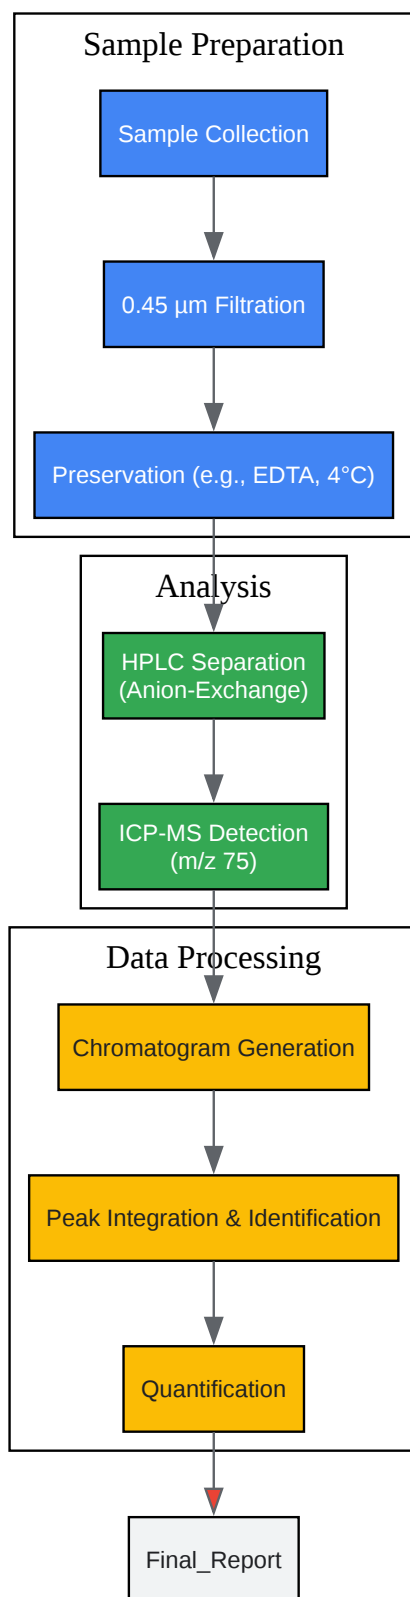 Sample Preparation
Sample Collection
0.45 µm Filtration
Preservation (e.g., EDTA, 4°C)
Analysis
HPLC Separation
(Anion-Exchange)
ICP-MS Detection
(m/z 75)
Data Processing
Chromatogram Generation
Peak Integration & Identification
Quantification
Final_Report